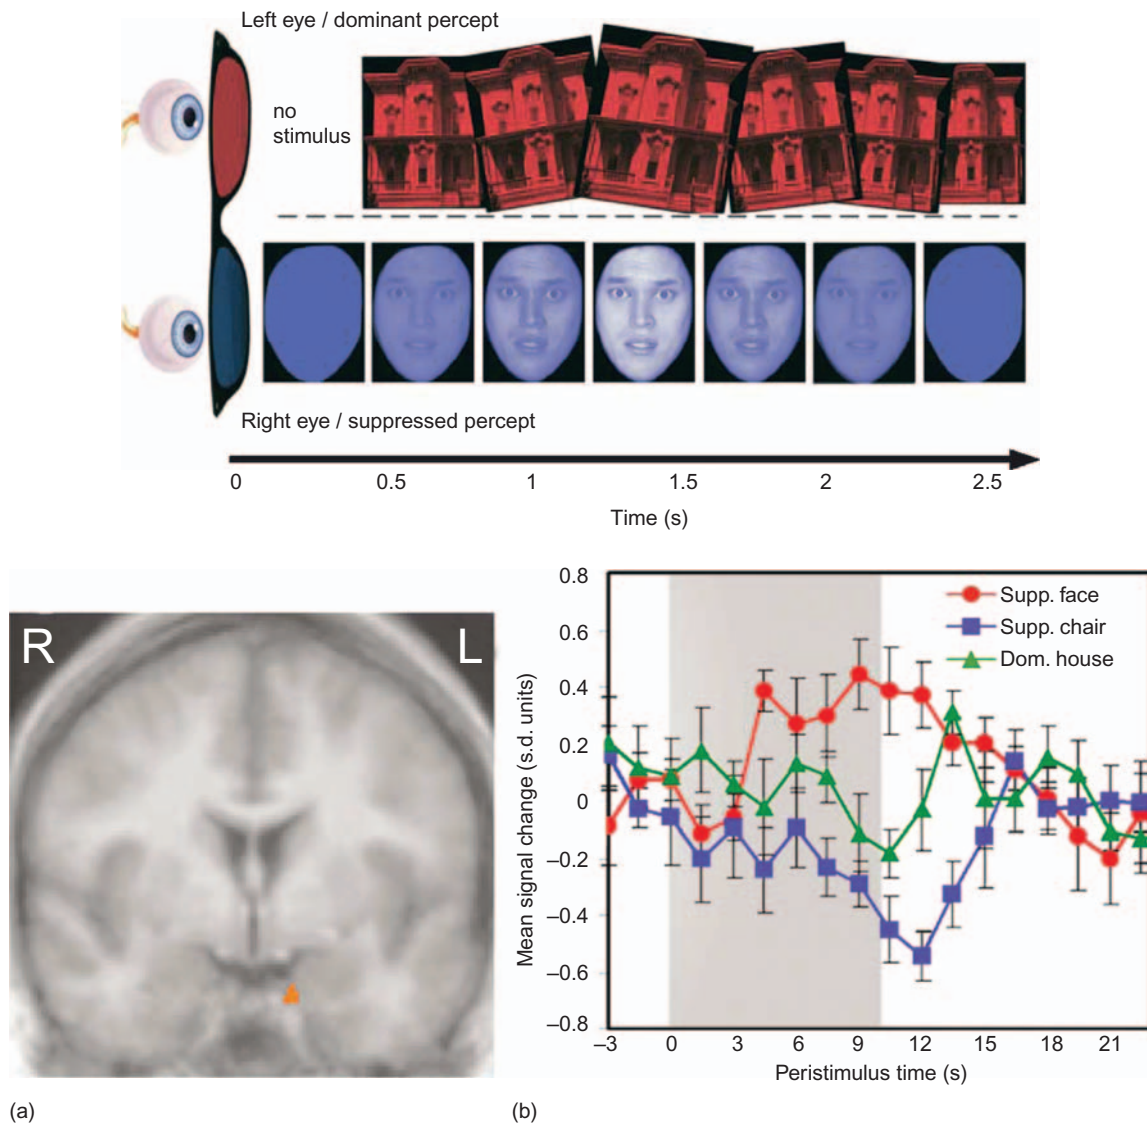 Left eye / dominant percept
no
stimulus
Right eye / suppressed percept
0 0.5 1 1.5 2 2.5
Time (s)
R L
(a)
0.8
0.6
0.4
0.2
0
–0.2
–0.4
–0.6
–0.8
Mean signal change (s.d. units)
Supp. face
Supp. chair
Dom. house
–3 0 3 6 9 12 15 18 21
Peristimulus time (s)
(b)